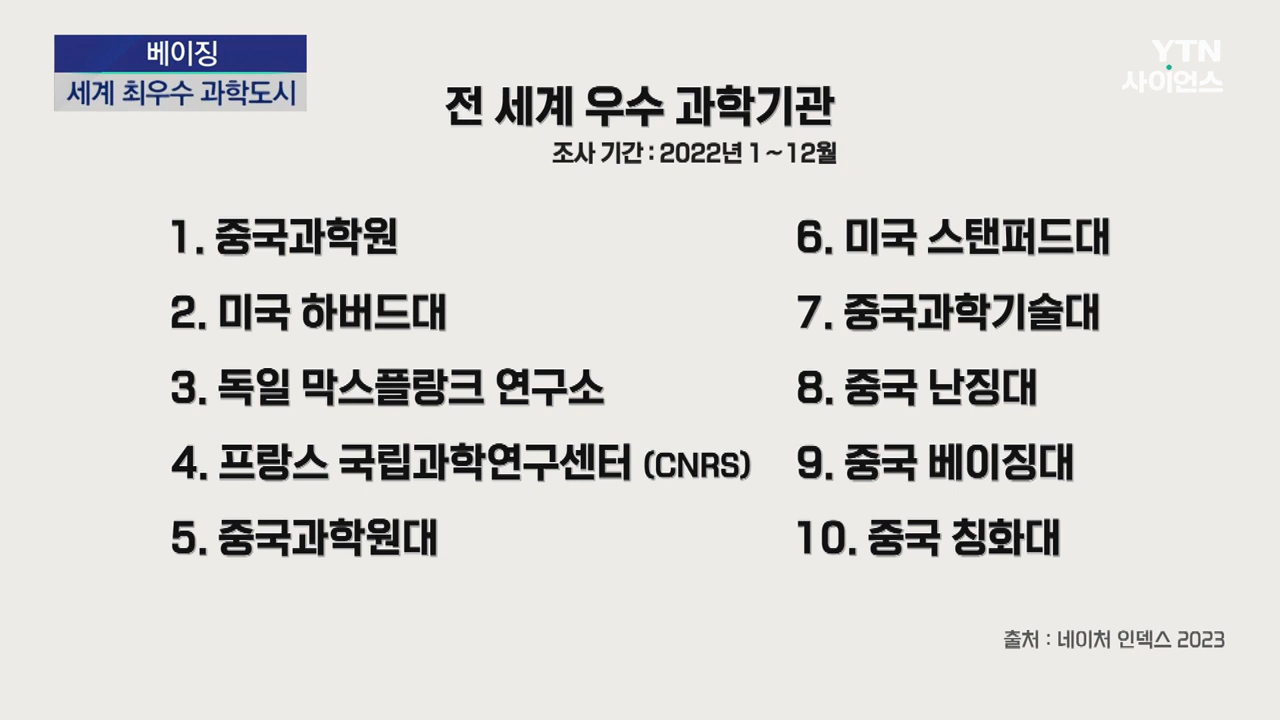 베이징
세계 최우수 과학도시
YTN
사이언스
전 세계 우수 과학기관
조사 기간 : 2022년 1 ~ 12월
1. 중국과학원
2. 미국 하버드대
3. 독일 막스플랑크 연구소
4. 프랑스 국립과학연구센터 (CNRS)
5. 중국과학원대
6. 미국 스탠퍼드대
7. 중국과학기술대
8. 중국 난징대
9. 중국 베이징대
10. 중국 칭화대
출처 : 네이처 인덱스 2023